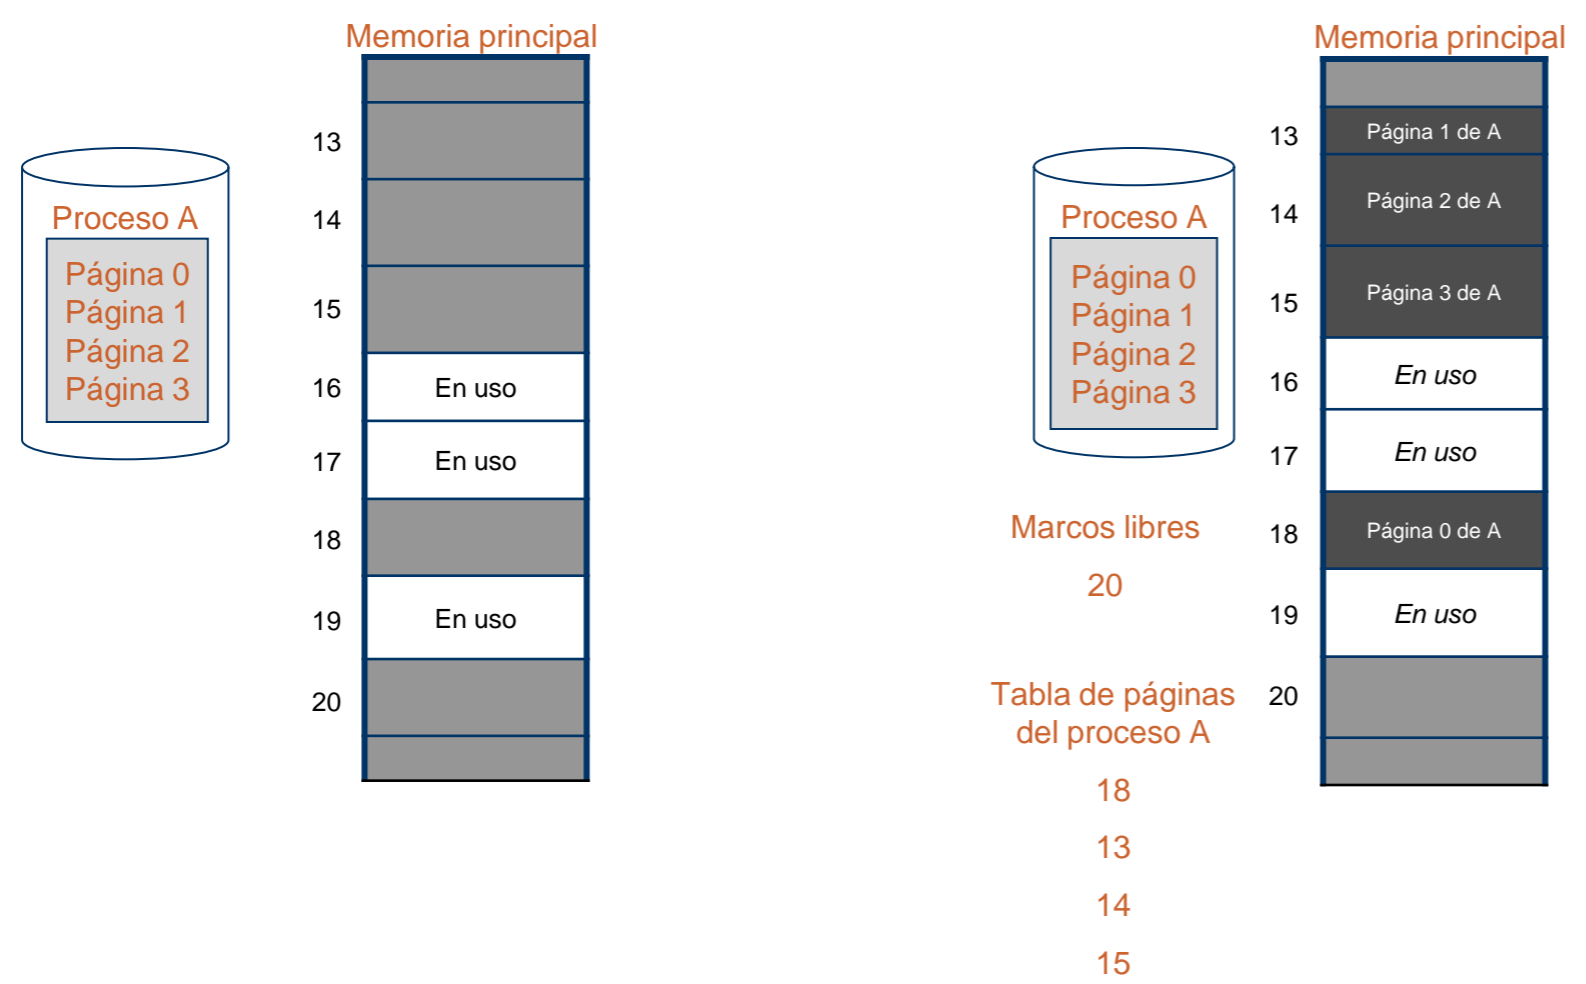 Memoria principal
13
14
15
16
17
18
19
20
En uso
En uso
En uso
Proceso A
Página 0
Página 1
Página 2
Página 3
Memoria principal
13
14
15
16
17
18
19
20
Página 1 de A
Página 2 de A
Página 3 de A
En uso
En uso
Página 0 de A
En uso
Proceso A
Página 0
Página 1
Página 2
Página 3
Marcos libres
20
Tabla de páginas
del proceso A
18
13
14
15